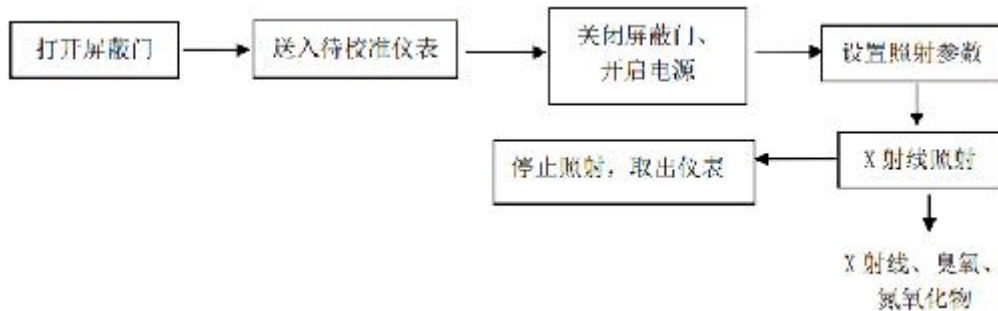 打开屏蔽门
送入待校准仪表
关闭屏蔽门、
开启电源
设置照射参数
X 射线照射
停止照射，取出仪表
X 射线、臭氧、
氮氧化物